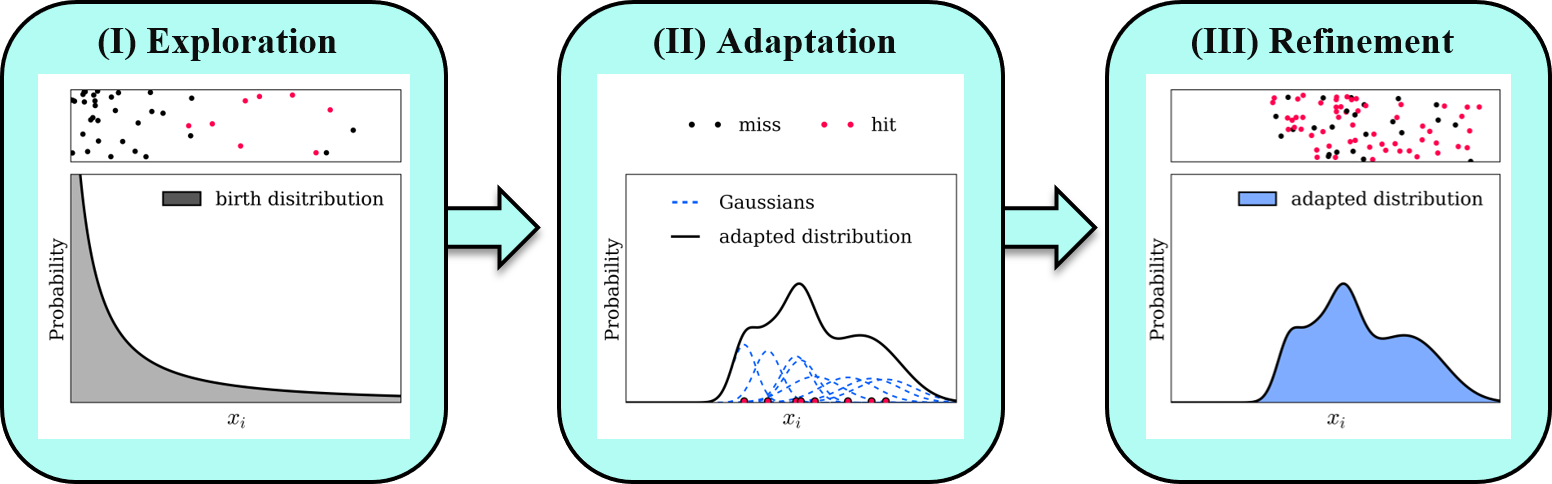 (I) Exploration
birth disitribution
Probability
x_i
(II) Adaptation
miss
hit
Gaussians
adapted distribution
Probability
x_i
(III) Refinement
adapted distribution
Probability
x_i